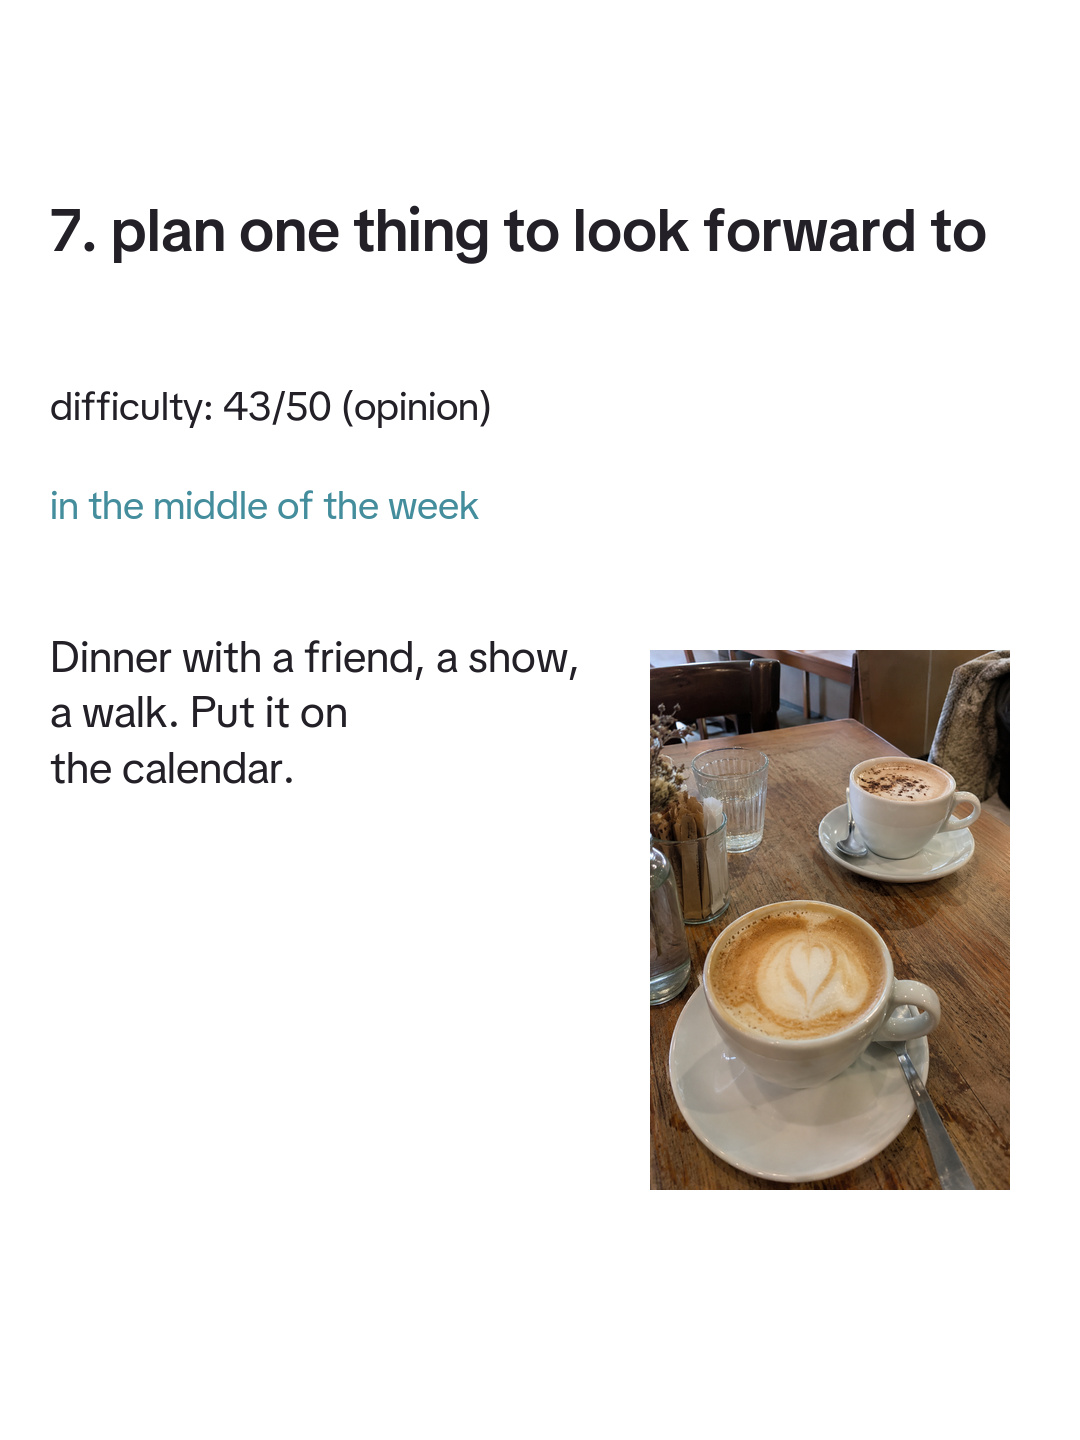 7. plan one thing to look forward to
difficulty: 43/50 (opinion)
in the middle of the week
Dinner with a friend, a show,
a walk. Put it on
the calendar.